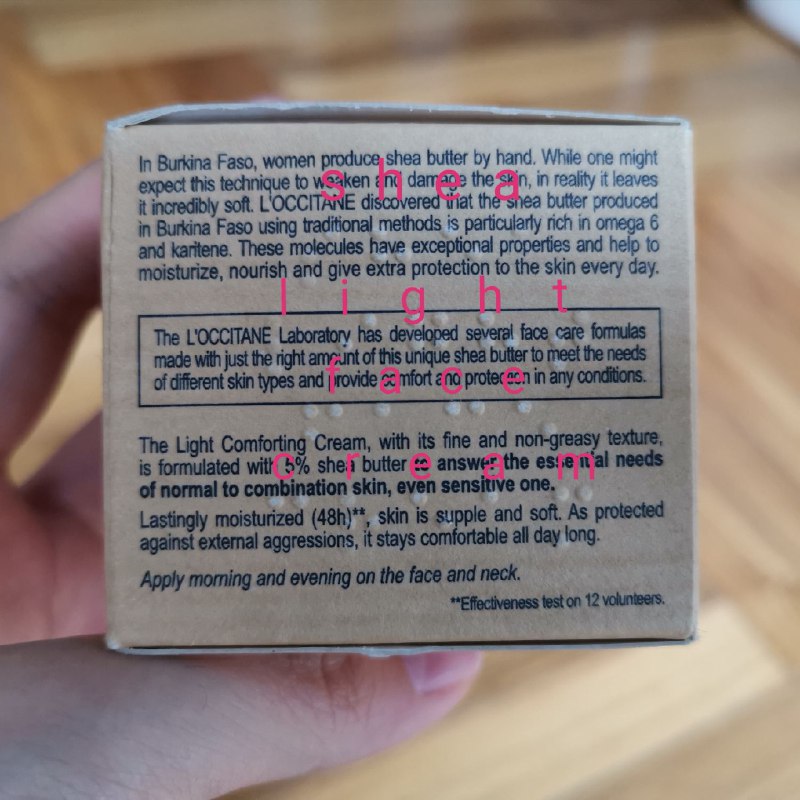 In Burkina Faso, women produce shea butter by hand. While one might
expect this technique to weaken and damage the skin, in reality it leaves
it incredibly soft. L'OCCITANE discovered that the shea butter produced
in Burkina Faso using traditional methods is particularly rich in omega 6
and karitene. These molecules have exceptional properties and help to
moisturize, nourish and give extra protection to the skin every day.
shea
light
The L'OCCITANE Laboratory has developed several face care formulas
made with just the right amount of this unique shea butter to meet the needs
of different skin types and provide comfort and protection in any conditions.
face
The Light Comforting Cream, with its fine and non-greasy texture,
is formulated with 5% shea butter to answer the essential needs
of normal to combination skin, even sensitive one.
cream
Lastingly moisturized (48h)**, skin is supple and soft. As protected
against external aggressions, it stays comfortable all day long.
Apply morning and evening on the face and neck.
**Effectiveness test on 12 volunteers.